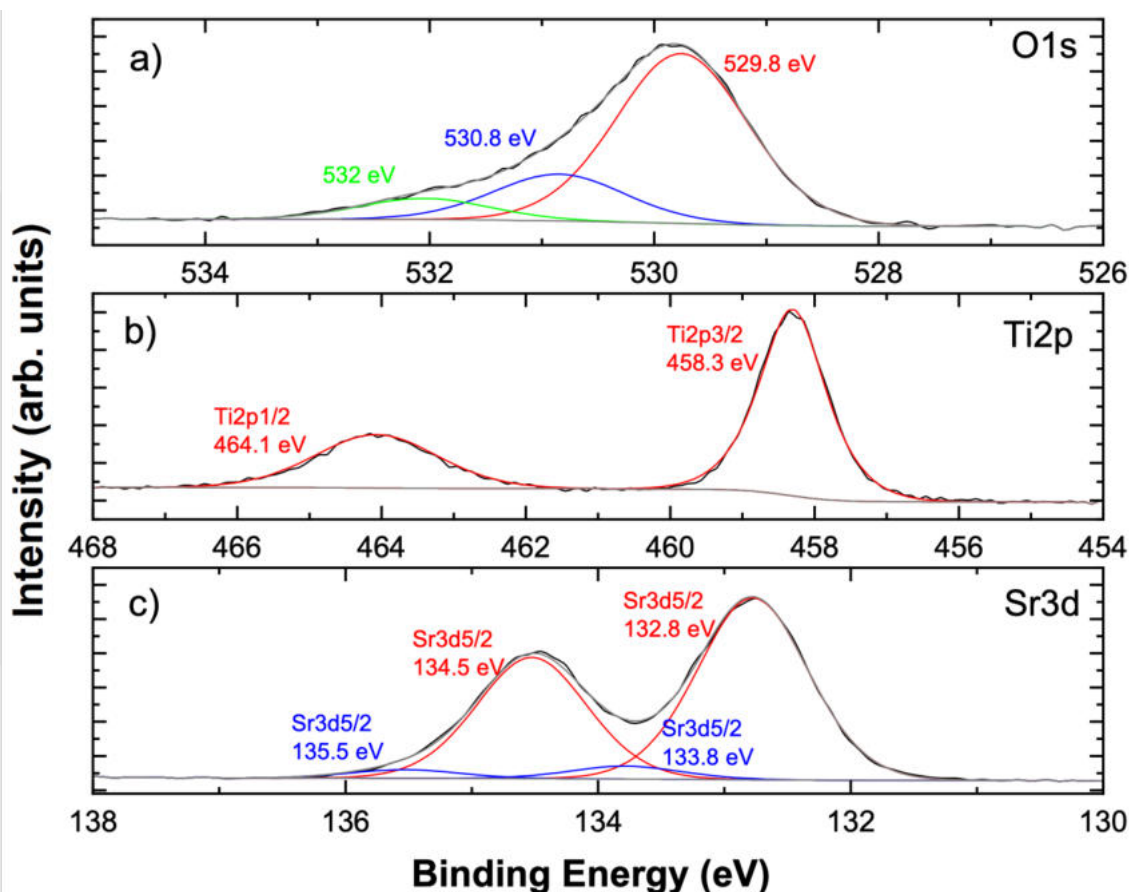 a)
O1s
529.8 eV
530.8 eV
532 eV
534
532
530
528
526
b)
Ti2p
Ti2p3/2
458.3 eV
Ti2p1/2
464.1 eV
468
466
464
462
460
458
456
454
c)
Sr3d
Sr3d5/2
132.8 eV
Sr3d5/2
134.5 eV
Sr3d5/2
135.5 eV
Sr3d5/2
133.8 eV
138
136
134
132
130
Intensity (arb. units)
Binding Energy (eV)